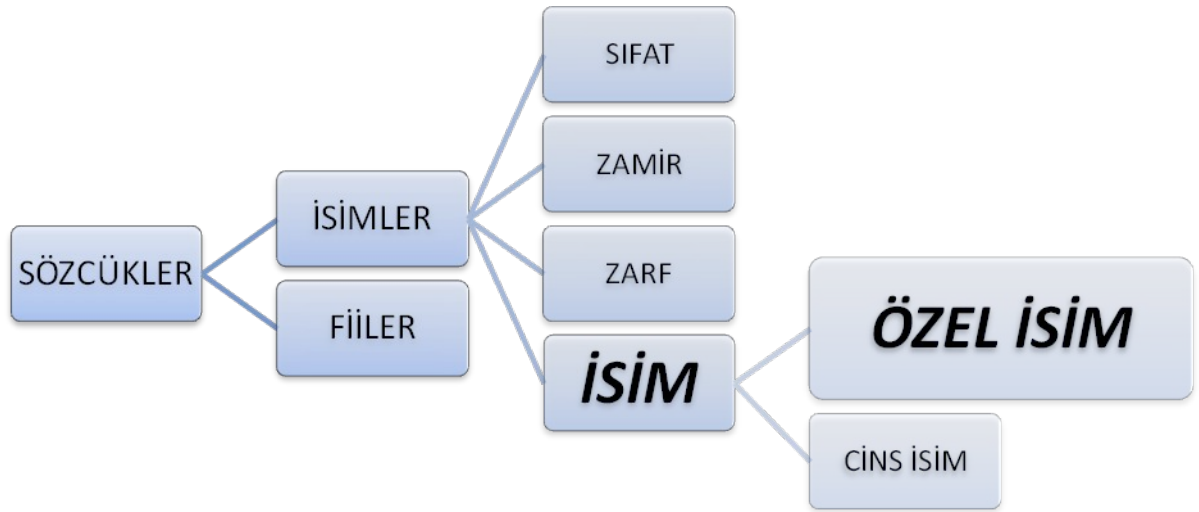 SÖZCÜKLER
İSİMLER
FİİLER
SIFAT
ZAMİR
ZARF
İSİM
ÖZEL İSİM
CİNS İSİM